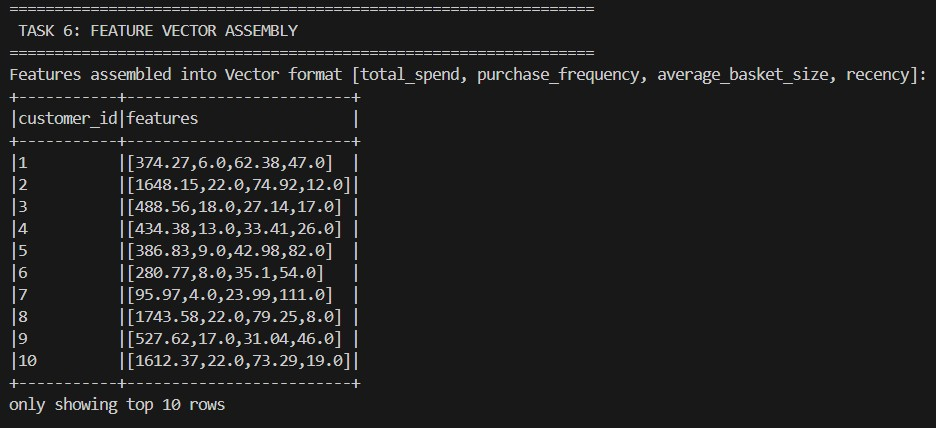 =================================================================
 TASK 6: FEATURE VECTOR ASSEMBLY
=================================================================
Features assembled into Vector format [total_spend, purchase_frequency, average_basket_size, recency]:
+-----------+-------------------------+
|customer_id|features                 |
+-----------+-------------------------+
|1          |[374.27,6.0,62.38,47.0]  |
|2          |[1648.15,22.0,74.92,12.0]|
|3          |[488.56,18.0,27.14,17.0] |
|4          |[434.38,13.0,33.41,26.0] |
|5          |[386.83,9.0,42.98,82.0]  |
|6          |[280.77,8.0,35.1,54.0]   |
|7          |[95.97,4.0,23.99,111.0]  |
|8          |[1743.58,22.0,79.25,8.0] |
|9          |[527.62,17.0,31.04,46.0] |
|10         |[1612.37,22.0,73.29,19.0]|
+-----------+-------------------------+
only showing top 10 rows